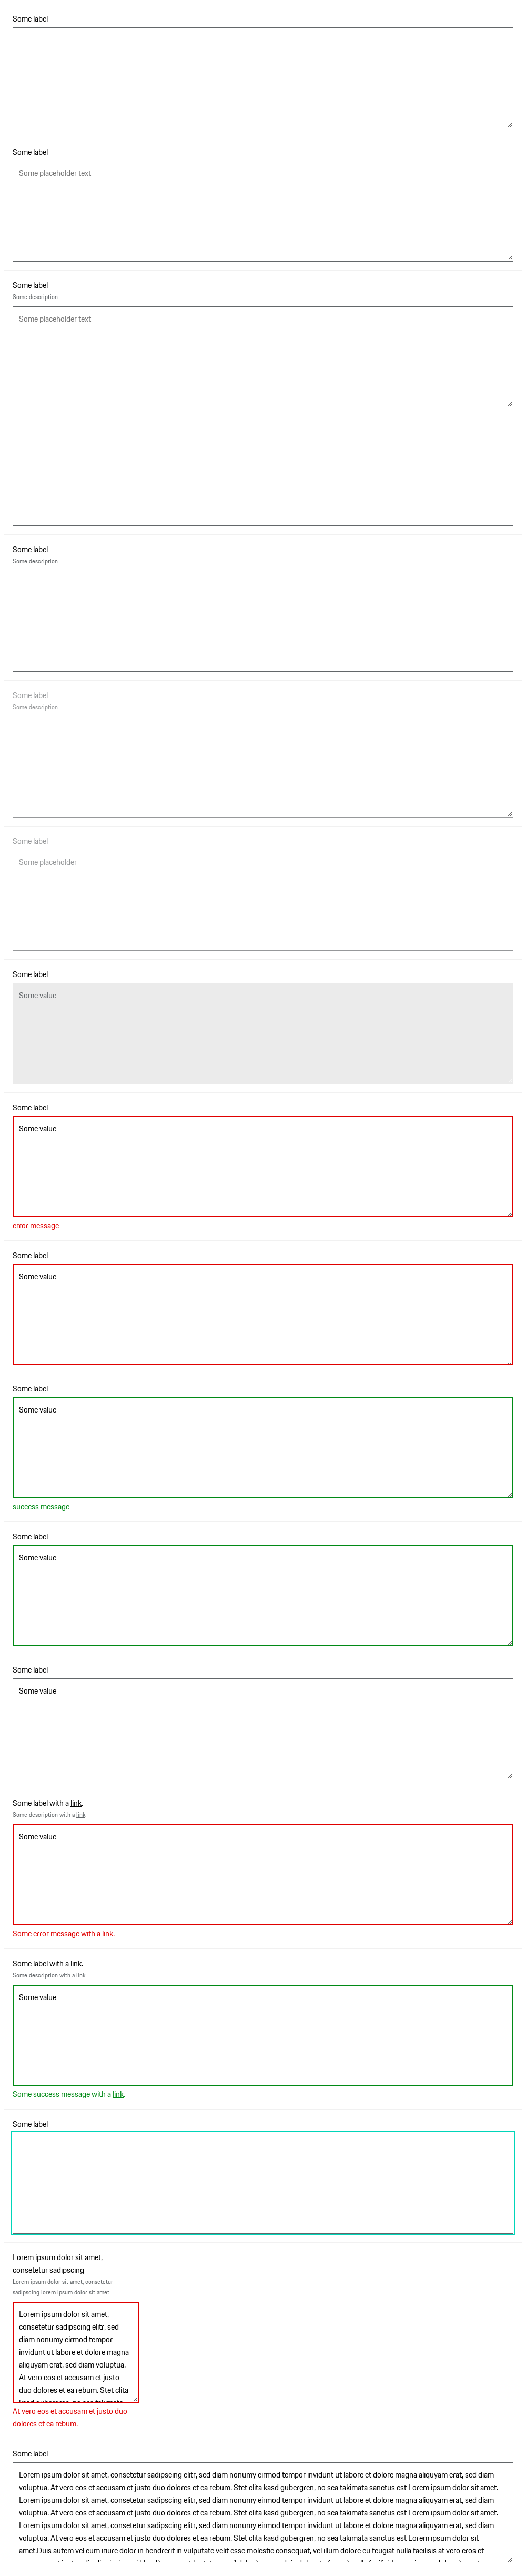 Some label
Some label
Some placeholder text
Some label
Some description
Some placeholder text
Some label
Some description
Some label
Some description
Some label
Some placeholder
Some label
Some value
Some label
Some value
error message
Some label
Some value
Some label
Some value
success message
Some label
Some value
Some label
Some value
Some label with a link.
Some description with a link.
Some value
Some error message with a link.
Some label with a link.
Some description with a link.
Some value
Some success message with a link.
Some label
Lorem ipsum dolor sit amet,
consetetur sadipscing
Lorem ipsum dolor sit amet, consetetur
sadipscing lorem ipsum dolor sit amet
Lorem ipsum dolor sit amet,
consetetur sadipscing elitr, sed
diam nonumy eirmod tempor
invidunt ut labore et dolore magna
aliquyam erat, sed diam voluptua.
At vero eos et accusam et justo
duo dolores et ea rebum. Stet clita
At vero eos et accusam et justo duo
dolores et ea rebum.
Some label
Lorem ipsum dolor sit amet, consetetur sadipscing elitr, sed diam nonumy eirmod tempor invidunt ut labore et dolore magna aliquyam erat, sed diam
voluptua. At vero eos et accusam et justo duo dolores et ea rebum. Stet clita kasd gubergren, no sea takimata sanctus est Lorem ipsum dolor sit amet.
Lorem ipsum dolor sit amet, consetetur sadipscing elitr, sed diam nonumy eirmod tempor invidunt ut labore et dolore magna aliquyam erat, sed diam
voluptua. At vero eos et accusam et justo duo dolores et ea rebum. Stet clita kasd gubergren, no sea takimata sanctus est Lorem ipsum dolor sit amet.
Lorem ipsum dolor sit amet, consetetur sadipscing elitr, sed diam nonumy eirmod tempor invidunt ut labore et dolore magna aliquyam erat, sed diam
voluptua. At vero eos et accusam et justo duo dolores et ea rebum. Stet clita kasd gubergren, no sea takimata sanctus est Lorem ipsum dolor sit
amet.Duis autem vel eum iriure dolor in hendrerit in vulputate velit esse molestie consequat, vel illum dolore eu feugiat nulla facilisis at vero eros et